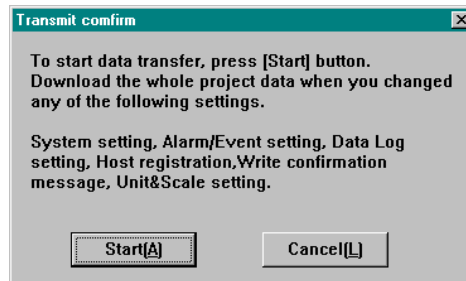 Transmit comfirm
To start data transfer, press [Start] button.
Download the whole project data when you changed
any of the following settings.
System setting, Alarm/Event setting, Data Log
setting, Host registration,Write confirmation
message, Unit&Scale setting.
Start(A) Cancel(L)